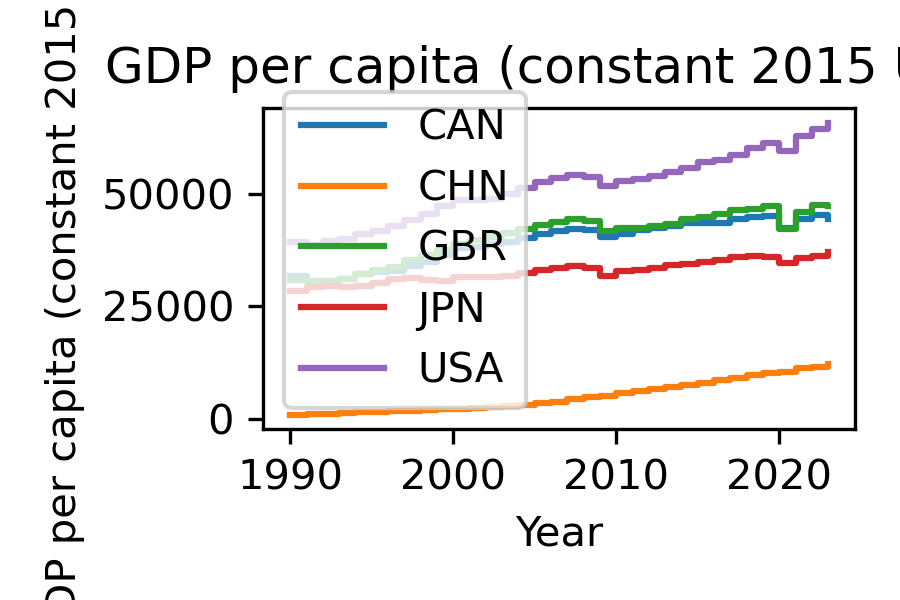 GDP per capita (constant 2015
CAN
CHN
GBR
JPN
USA
50000
25000
0
1990 2000 2010 2020
Year
per capita (constant 2015